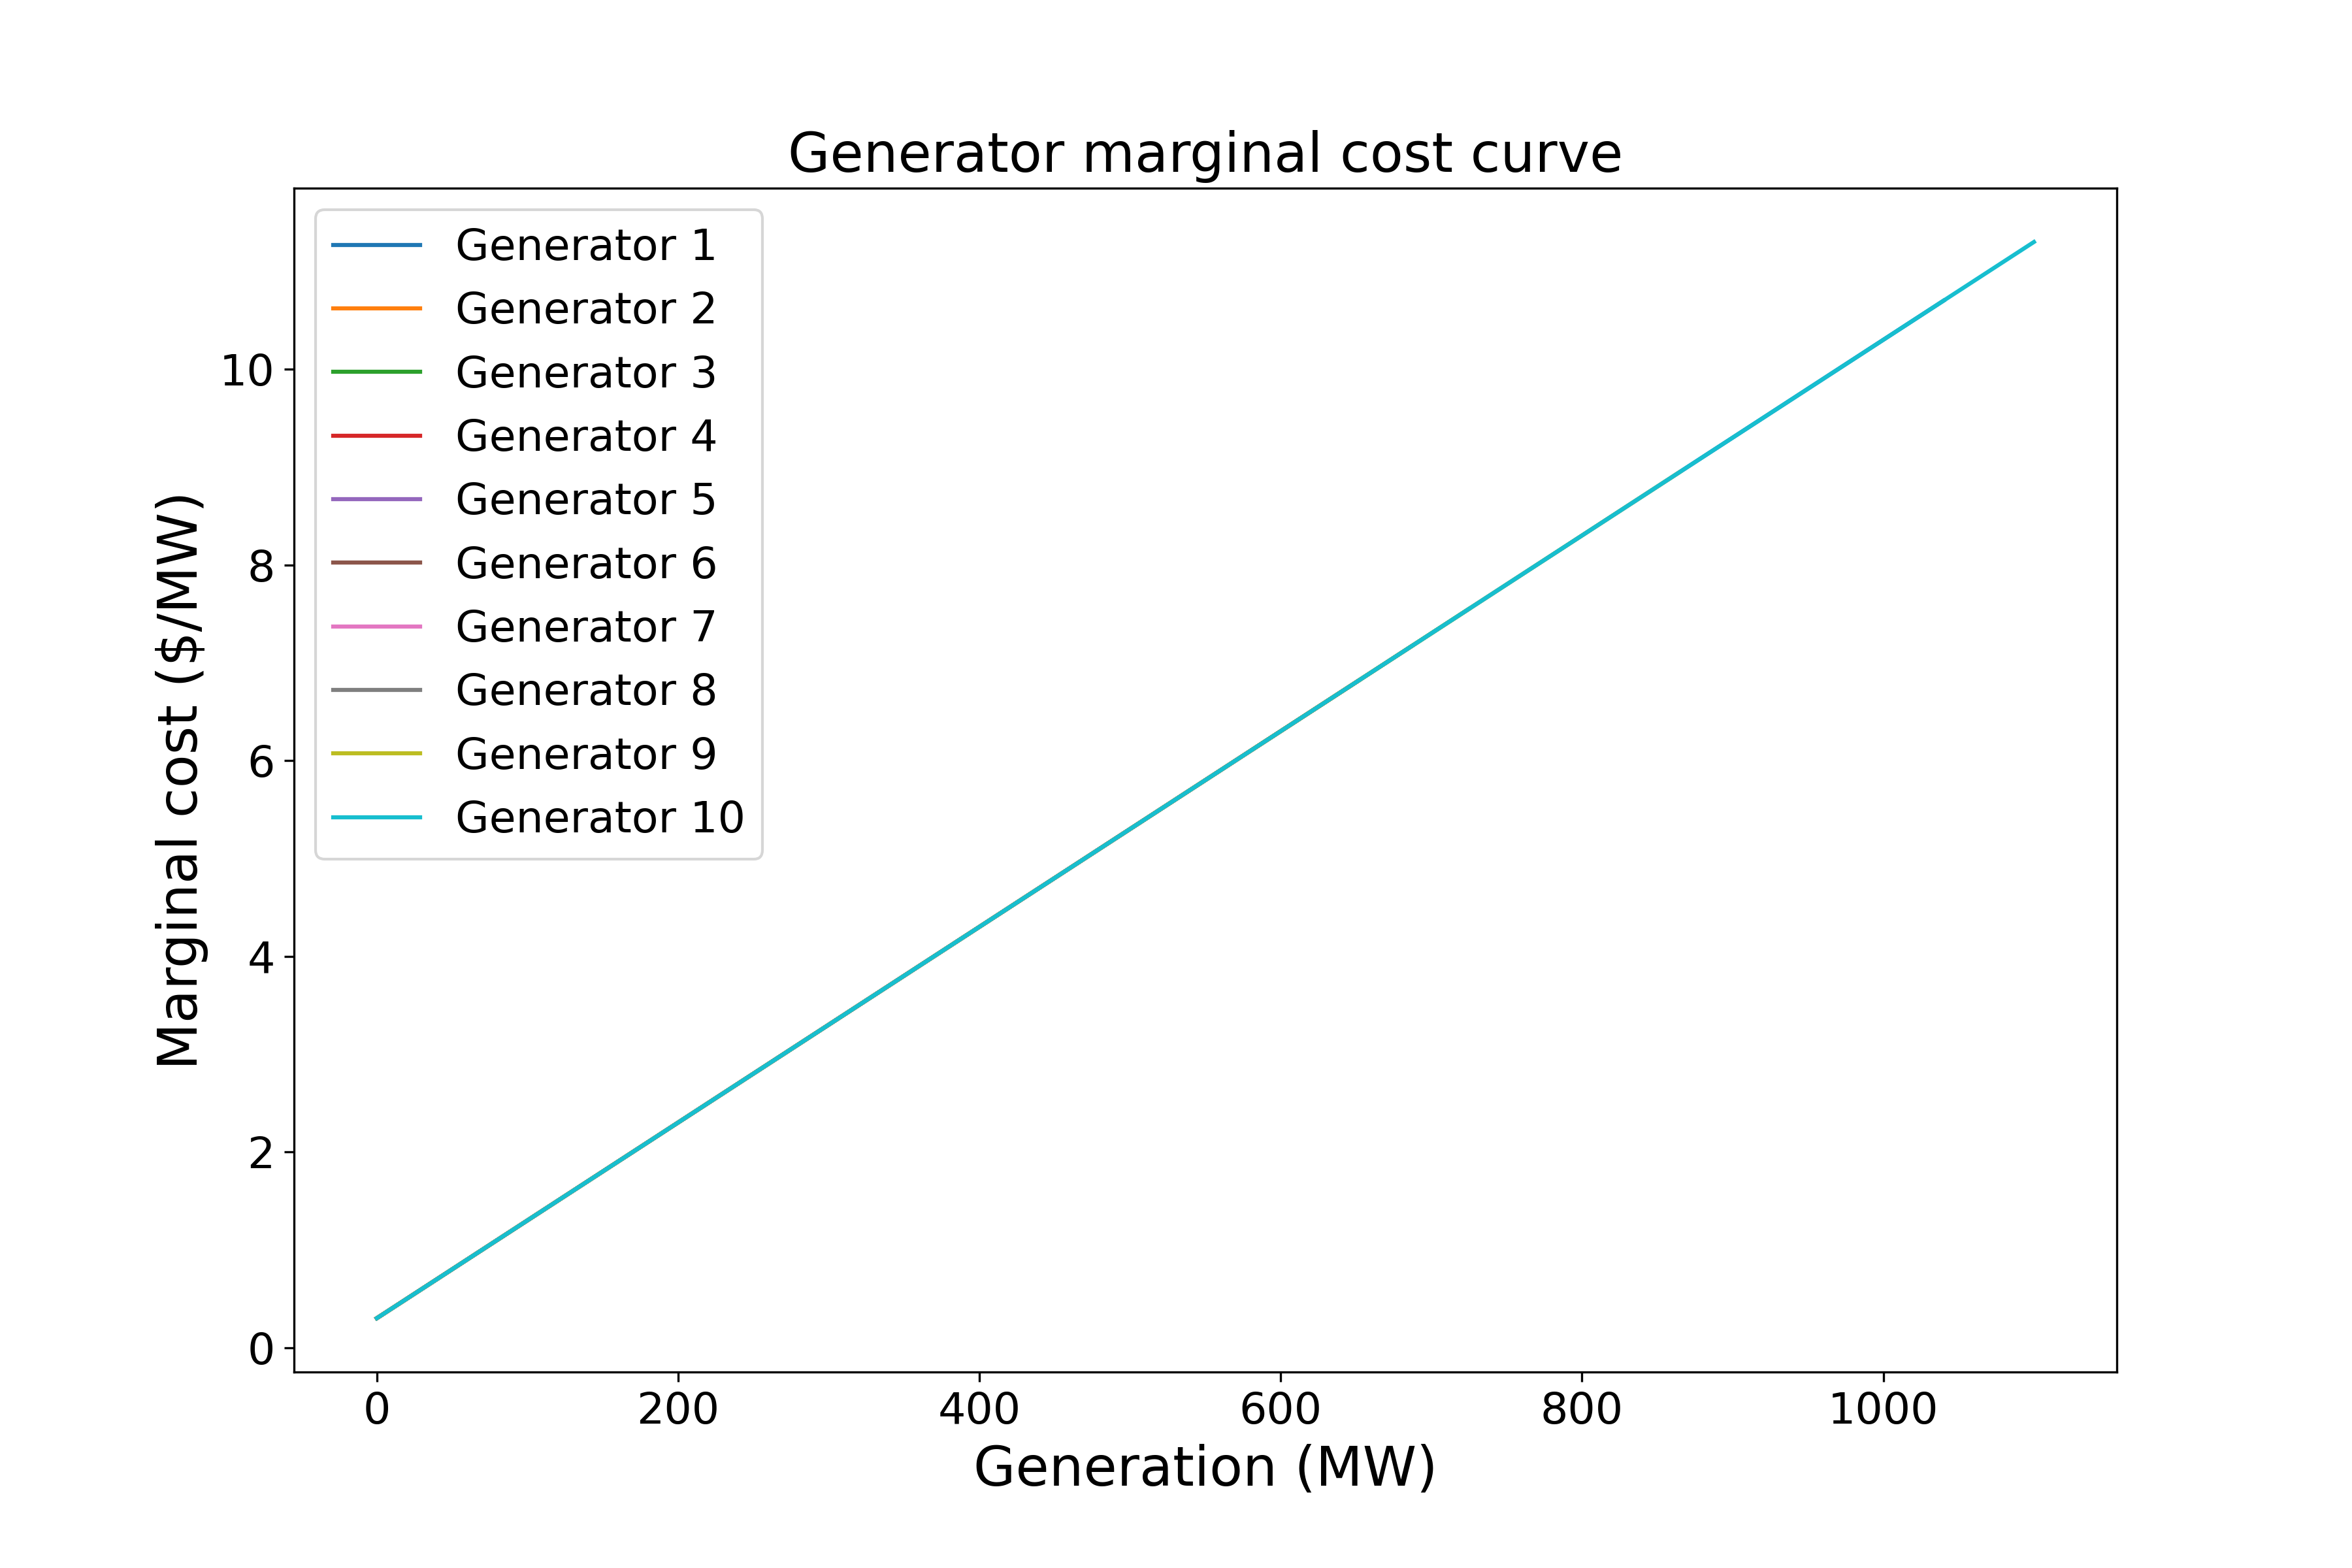 Generator marginal cost curve
Generator 1
Generator 2
Generator 3
Generator 4
Generator 5
Generator 6
Generator 7
Generator 8
Generator 9
Generator 10
Marginal cost ($/MW)
10
8
6
4
2
0
0 200 400 600 800 1000
Generation (MW)